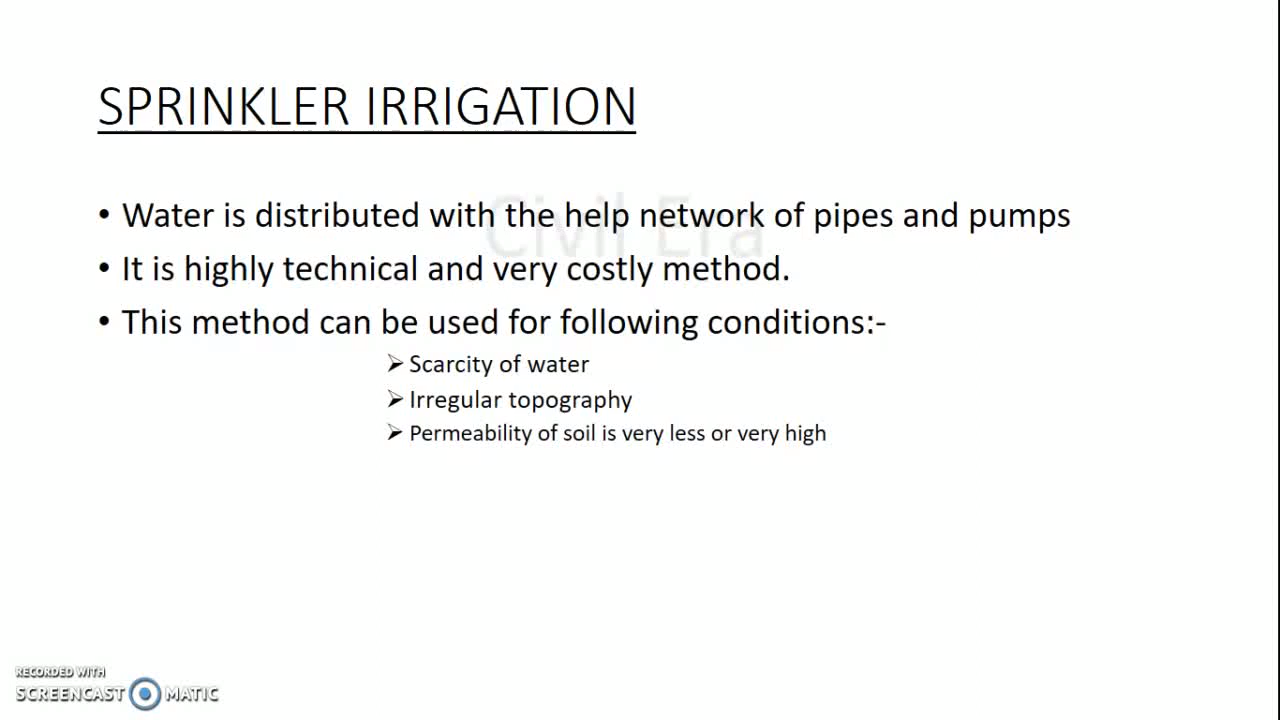 SPRINKLER IRRIGATION
Civil Era
• Water is distributed with the help network of pipes and pumps
• It is highly technical and very costly method.
• This method can be used for following conditions:-
➢ Scarcity of water
➢ Irregular topography
➢ Permeability of soil is very less or very high
RECORDED WITH
SCREENCAST MATIC